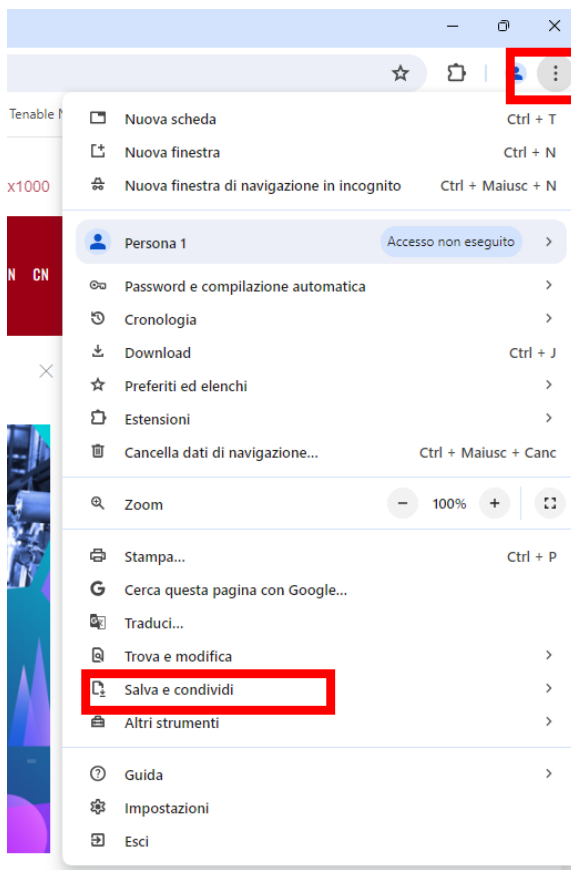 Tenable
x1000
N CN
Nuova scheda Ctrl + T
Nuova finestra Ctrl + N
Nuova finestra di navigazione in incognito Ctrl + Maiusc + N
Persona 1 Accesso non eseguito
Password e compilazione automatica
Cronologia
Download Ctrl + J
Preferiti ed elenchi
Estensioni
Cancella dati di navigazione... Ctrl + Maiusc + Canc
Zoom − 100% +
Stampa... Ctrl + P
Cerca questa pagina con Google...
Traduci...
Trova e modifica
Salva e condividi
Altri strumenti
Guida
Impostazioni
Esci